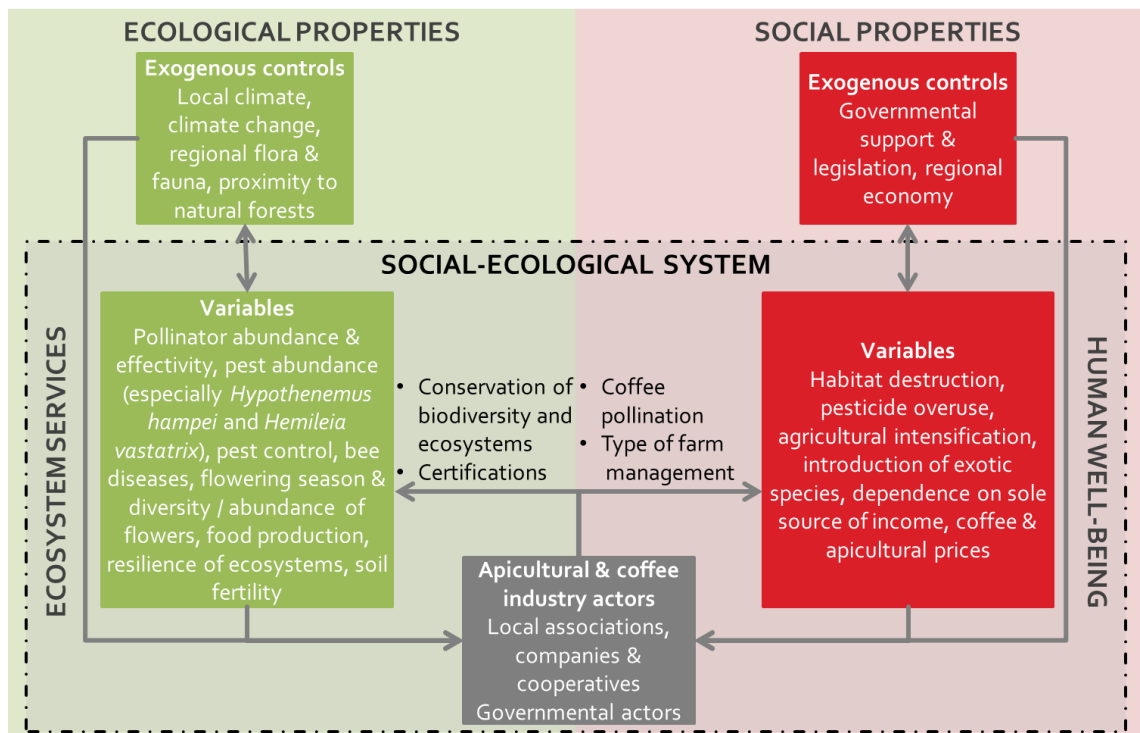 ECOLOGICAL PROPERTIES
SOCIAL PROPERTIES
Exogenous controls
Local climate,
climate change,
regional flora &
fauna, proximity to
natural forests
Exogenous controls
Governmental
support &
legislation, regional
economy
SOCIAL-ECOLOGICAL SYSTEM
ECOSYSTEM SERVICES
Variables
Pollinator abundance &
effectivity, pest abundance
(especially Hypothenemus
hampei and Hemileia
vastatrix), pest control, bee
diseases, flowering season &
diversity / abundance of
flowers, food production,
resilience of ecosystems, soil
fertility
• Conservation of
biodiversity and
ecosystems
• Certifications
• Coffee
pollination
• Type of farm
management
Variables
Habitat destruction,
pesticide overuse,
agricultural intensification,
introduction of exotic
species, dependence on sole
source of income, coffee &
apicultural prices
HUMAN WELL-BEING
Apicultural & coffee
industry actors
Local associations,
companies &
cooperatives
Governmental actors